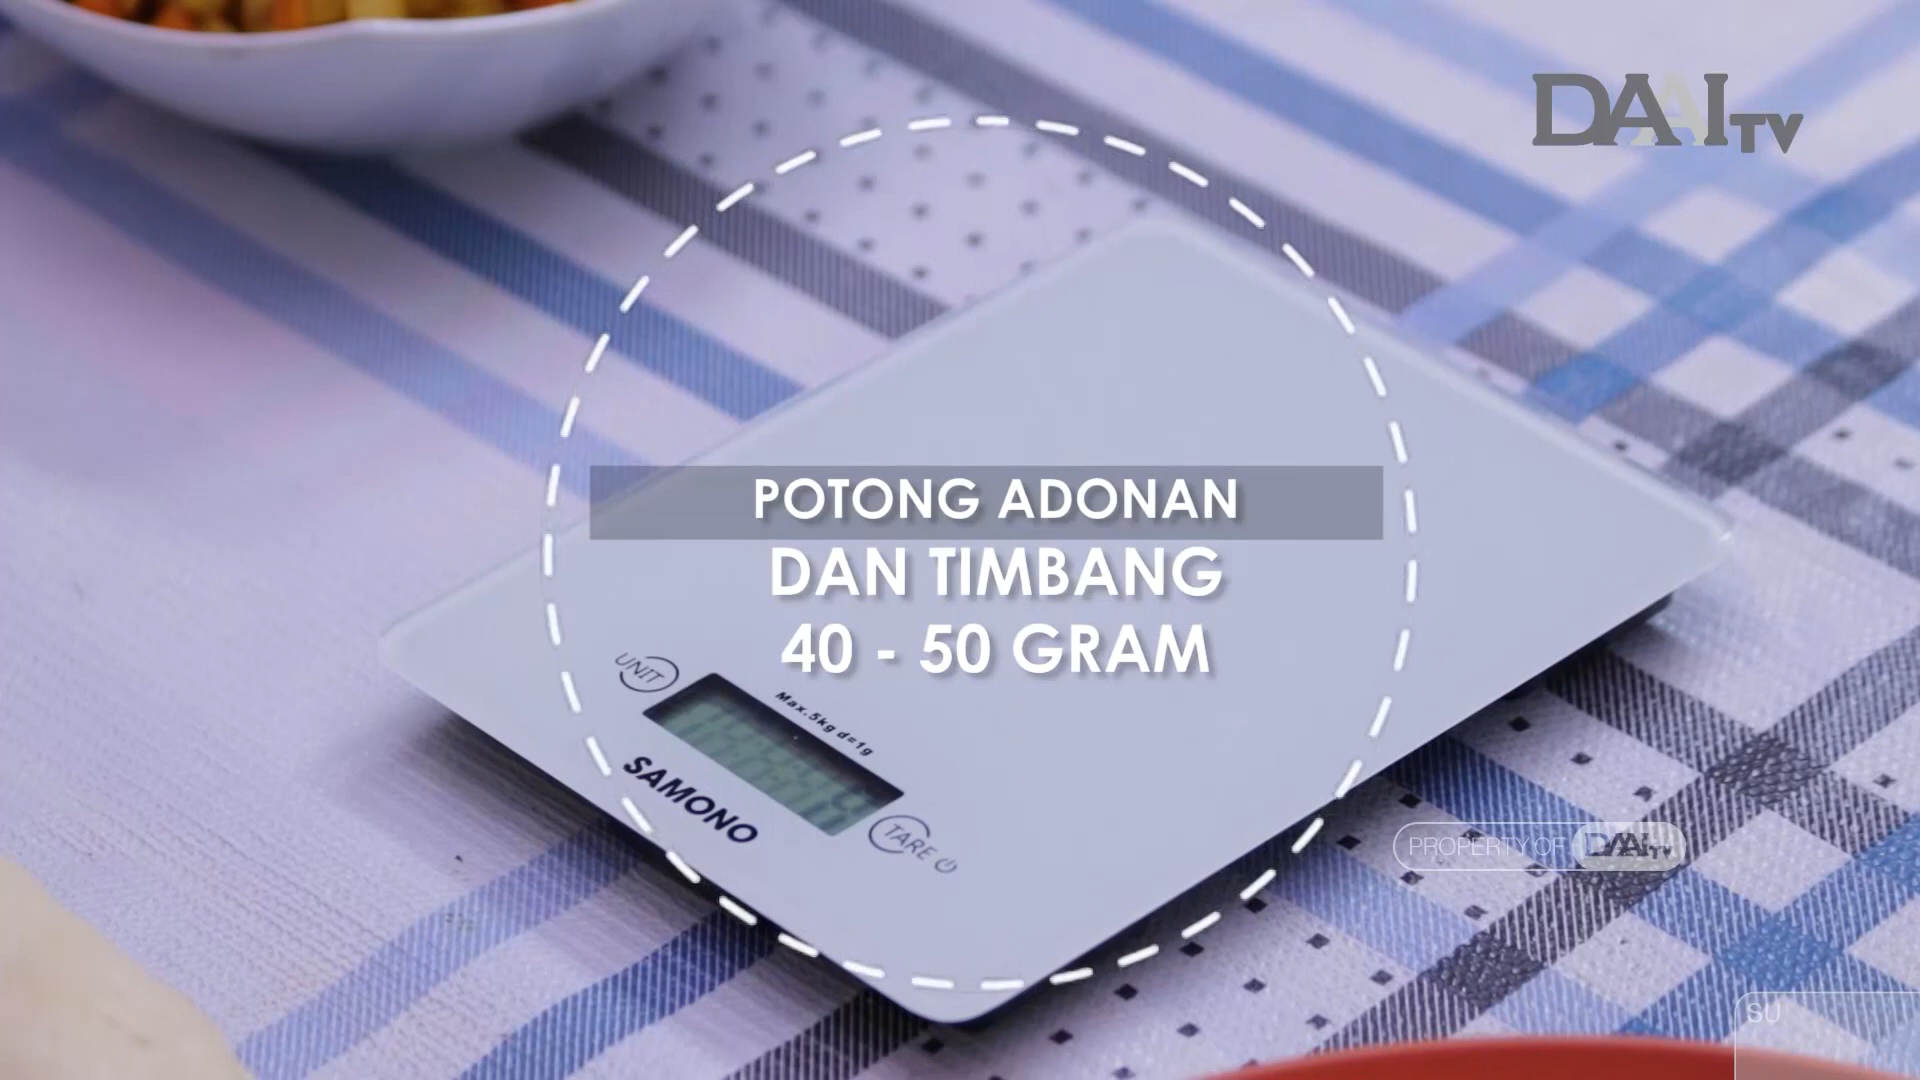 DAAI TV
POTONG ADONAN
DAN TIMBANG
40 - 50 GRAM
UNIT
Max.5kg d=1g
SAMONO
TARE
PROPERTY OF DAAI TV
SU